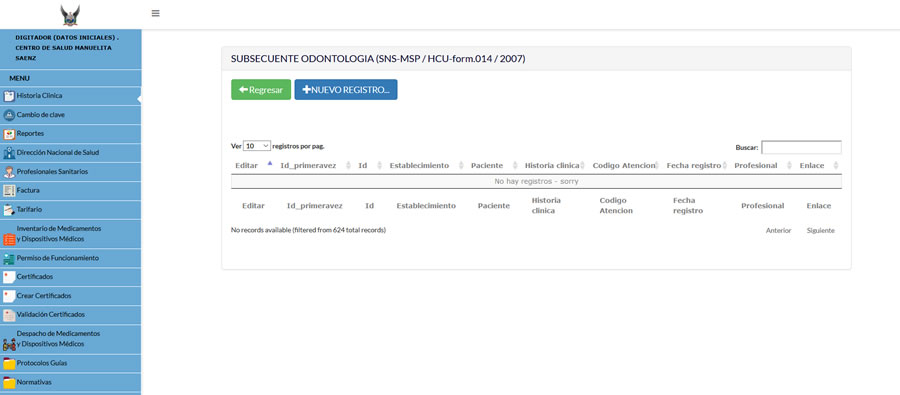 DIGITADOR (DATOS INICIALES) .
CENTRO DE SALUD MANUELITA
SAENZ
MENU
Historia Clinica
Cambio de clave
Reportes
Dirección Nacional de Salud
Profesionales Sanitarios
Factura
Tarifario
Inventario de Medicamentos
y Dispositivos Médicos
Permiso de Funcionamiento
Certificados
Crear Certificados
Validación Certificados
Despacho de Medicamentos
y Dispositivos Médicos
Protocolos Guías
Normativas
SUBSECUENTE ODONTOLOGIA (SNS-MSP / HCU-form.014 / 2007)
Regresar NUEVO REGISTRO...
Ver 10 registros por pag. Buscar:
Editar Id_primeravez Id Establecimiento Paciente Historia clinica Codigo Atencion Fecha registro Profesional Enlace
No hay registros - sorry
Editar Id_primeravez Id Establecimiento Paciente Historia clinica Codigo Atencion Fecha registro Profesional Enlace
No records available (filtered from 624 total records) Anterior Siguiente